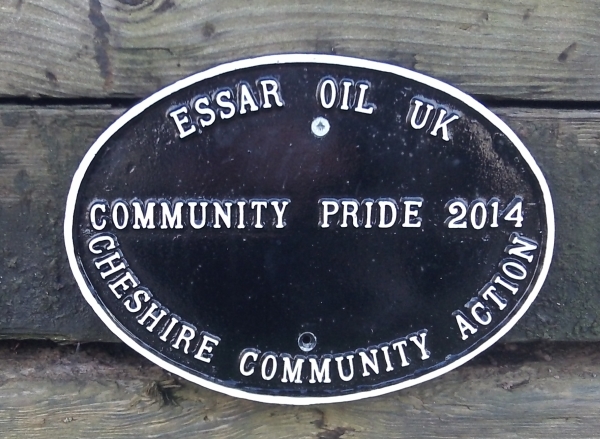 ESSAR OIL UK
COMMUNITY PRIDE 2014
CHESHIRE COMMUNITY ACTION